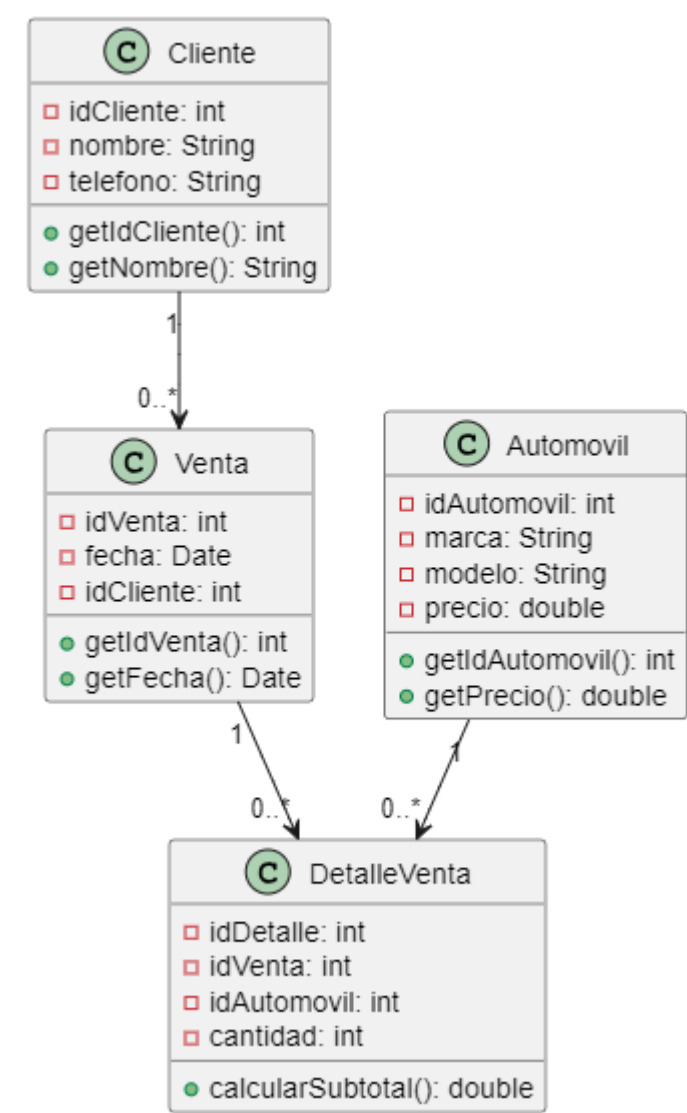 C Cliente
idCliente: int
nombre: String
telefono: String
getIdCliente(): int
getNombre(): String
1
0..*
C Venta
idVenta: int
fecha: Date
idCliente: int
getIdVenta(): int
getFecha(): Date
C Automovil
idAutomovil: int
marca: String
modelo: String
precio: double
getIdAutomovil(): int
getPrecio(): double
1
0..*
1
0..*
C DetalleVenta
idDetalle: int
idVenta: int
idAutomovil: int
cantidad: int
calcularSubtotal(): double